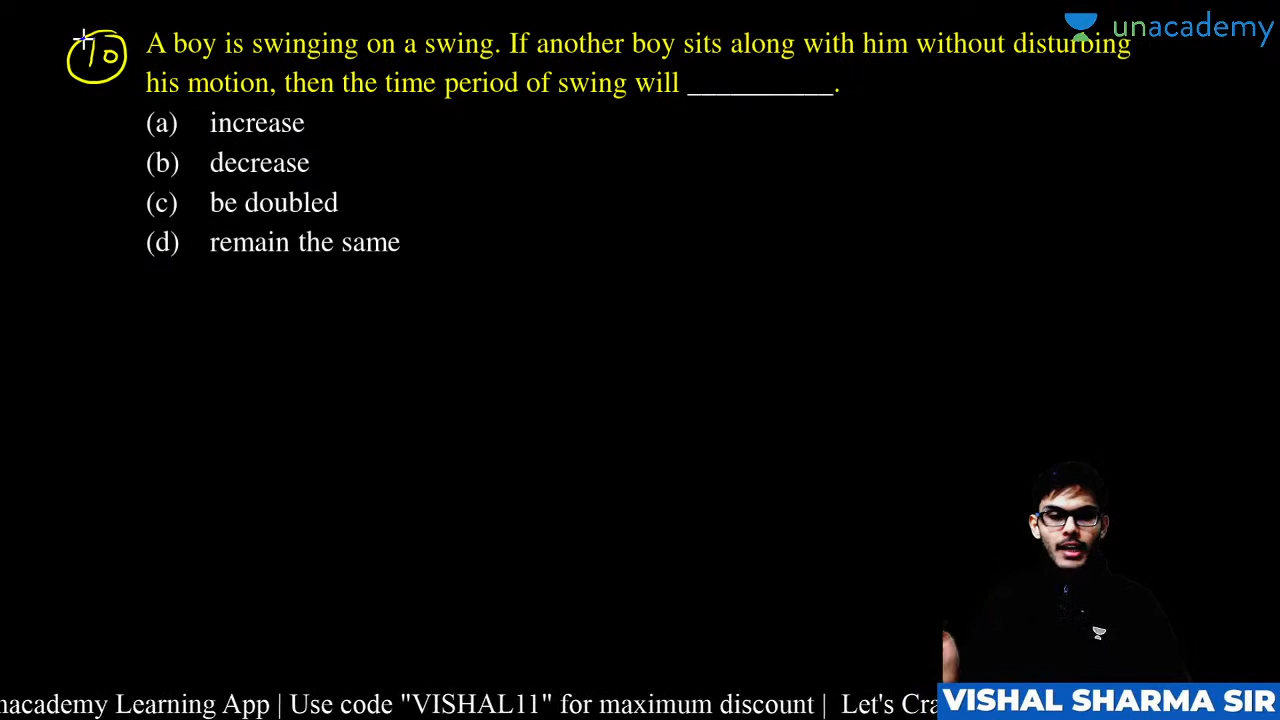 unacademy
10 A boy is swinging on a swing. If another boy sits along with him without disturbing
his motion, then the time period of swing will __________.
(a) increase
(b) decrease
(c) be doubled
(d) remain the same
nacademy Learning App | Use code "VISHAL11" for maximum discount | Let's Cra
VISHAL SHARMA SIR